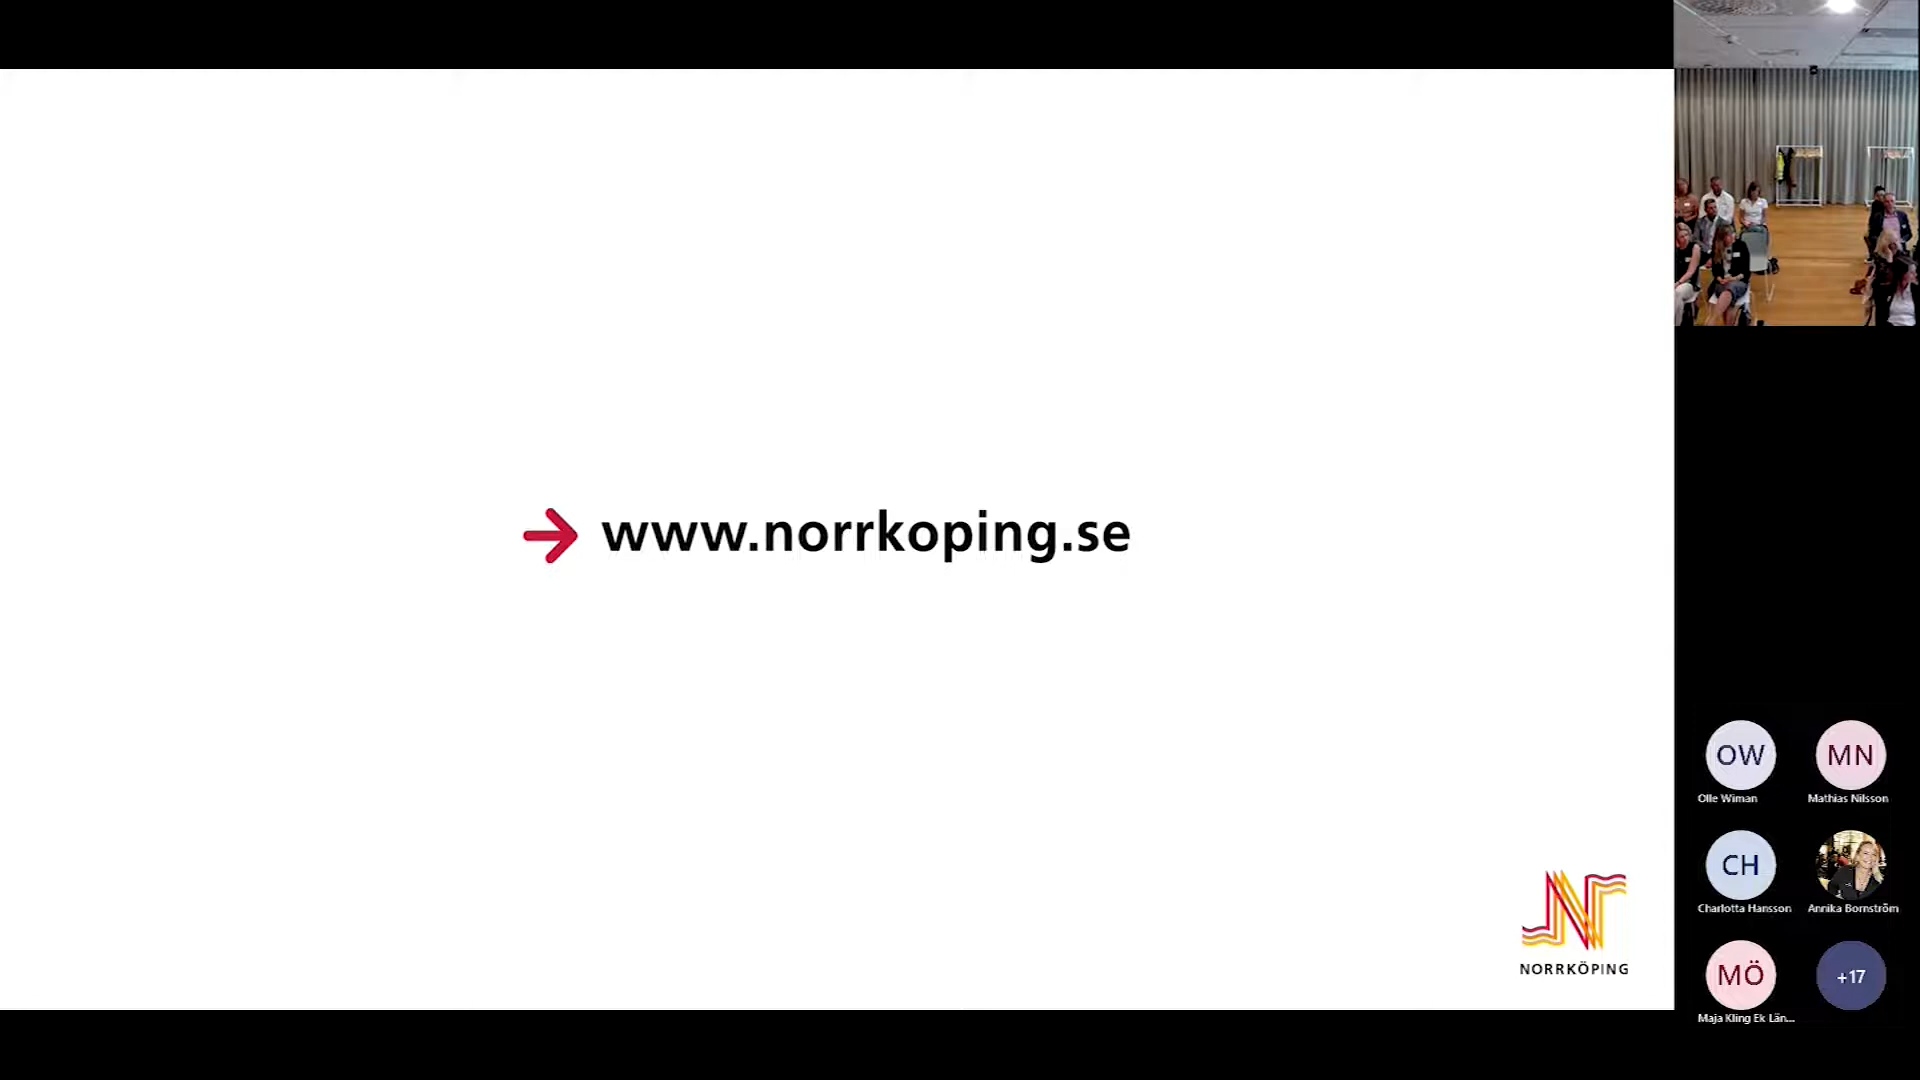 www.norrkoping.se
NORRKÖPING
OW
MN
Olle Wiman
Mathias Nilsson
CH
Charlotta Hansson
Annika Bornström
MÖ
+17
Maja Kling Ek Län...